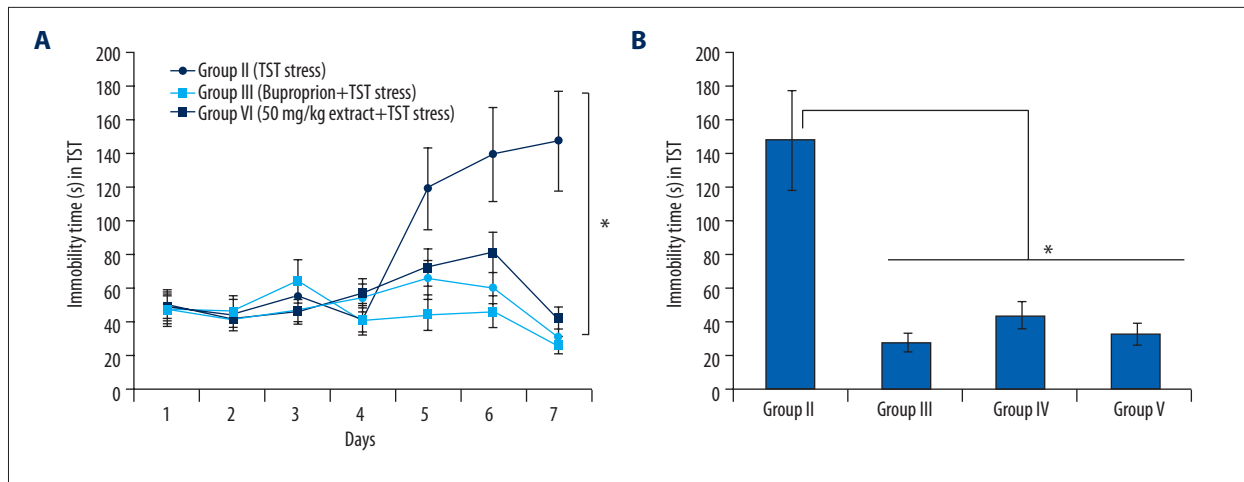 A
Immobility time (s) in TST
200
180
160
140
120
100
80
60
40
20
0
Group II (TST stress)
Group III (Buproprion+TST stress)
Group VI (50 mg/kg extract+TST stress)
*
1 2 3 4 5 6 7
Days
B
Immobility time (s) in TST
200
180
160
140
120
100
80
60
40
20
0
*
Group II Group III Group IV Group V